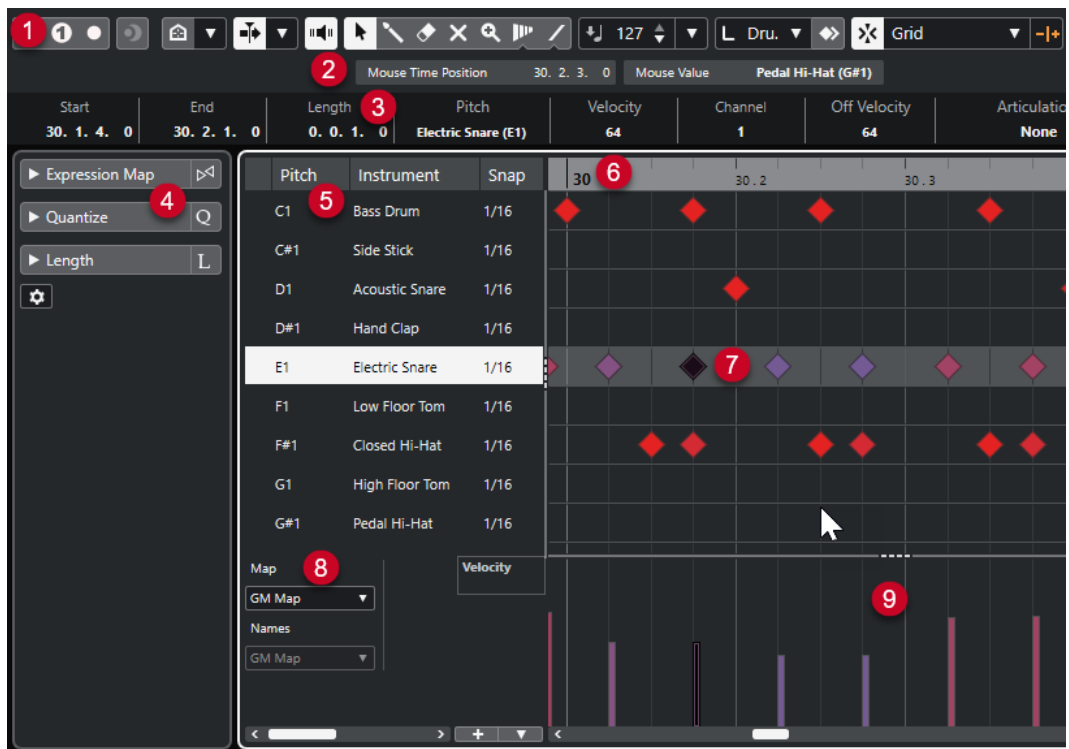 1 1 127 L Dru. Grid
2 Mouse Time Position 30. 2. 3. 0 Mouse Value Pedal Hi-Hat (G#1)
Start End Length 3 Pitch Velocity Channel Off Velocity Articulatio
30. 1. 4. 0 30. 2. 1. 0 0. 0. 1. 0 Electric Snare (E1) 64 1 64 None
Expression Map
4
Quantize Q
Length L
Pitch Instrument Snap 30 6 30.2 30.3
5
C1 Bass Drum 1/16
C#1 Side Stick 1/16
D1 Acoustic Snare 1/16
D#1 Hand Clap 1/16
E1 Electric Snare 1/16 7
F1 Low Floor Tom 1/16
F#1 Closed Hi-Hat 1/16
G1 High Floor Tom 1/16
G#1 Pedal Hi-Hat 1/16
Map 8 Velocity
GM Map 9
Names
GM Map